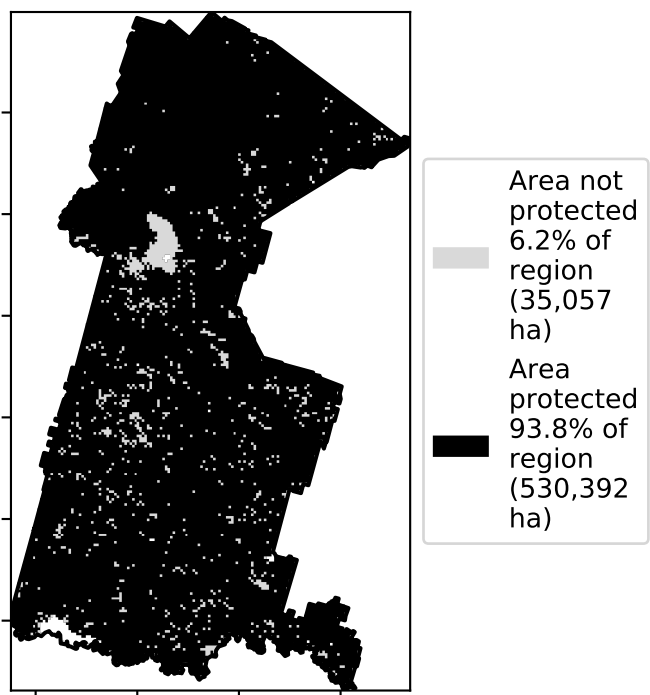 Area not
protected
6.2% of
region
(35,057
ha)
Area
protected
93.8% of
region
(530,392
ha)